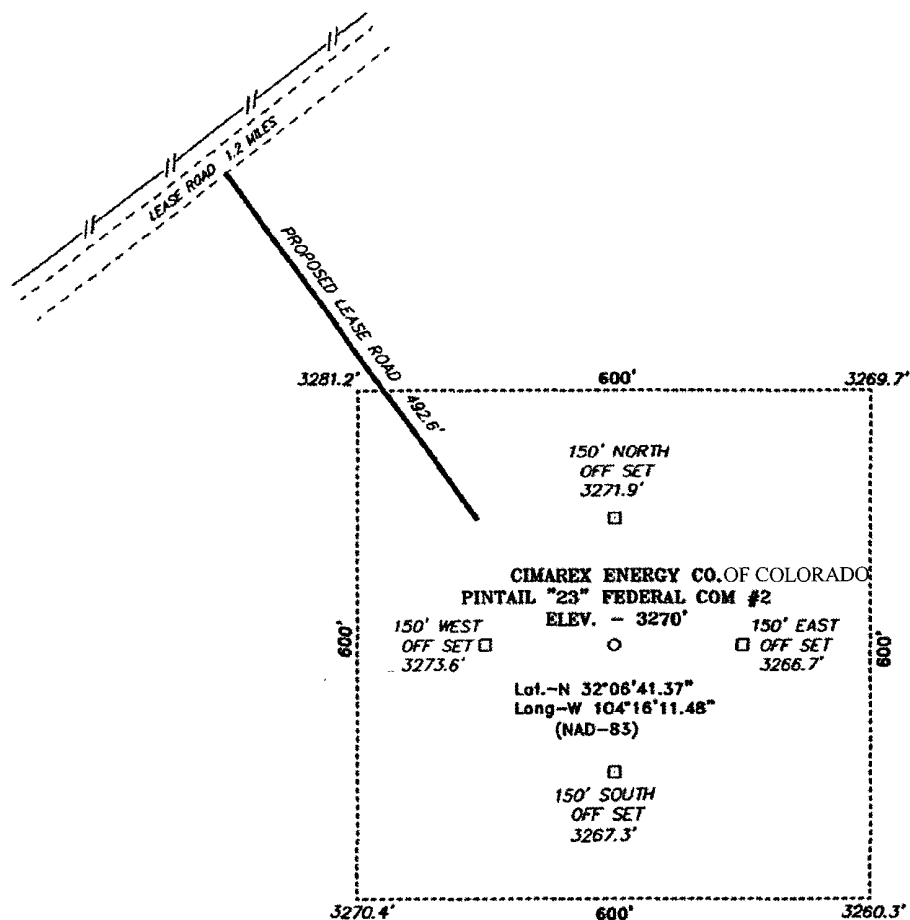 LEASE ROAD 1.2 MILES
PROPOSED LEASE ROAD 492.6'
3281.2'
600'
3269.7'
150' NORTH
OFF SET
3271.9'
CIMAREX ENERGY CO. OF COLORADO
PINTAIL "23" FEDERAL COM #2
ELEV. - 3270'
600'
150' WEST
OFF SET
3273.6'
150' EAST
OFF SET
3266.7'
600'
Lat.-N 32°06'41.37"
Long-W 104°16'11.48"
(NAD-83)
150' SOUTH
OFF SET
3267.3'
3270.4'
600'
3260.3'